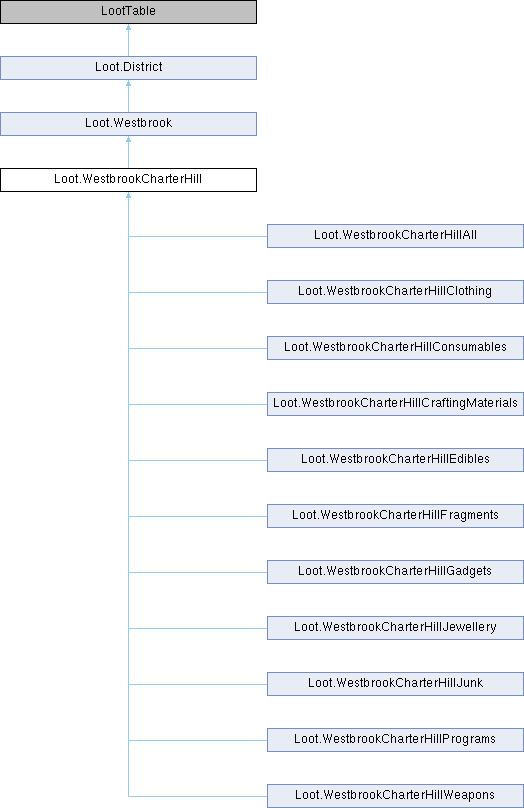 LootTable
Loot.District
Loot.Westbrook
Loot.WestbrookCharterHill
Loot.WestbrookCharterHillAll
Loot.WestbrookCharterHillClothing
Loot.WestbrookCharterHillConsumables
Loot.WestbrookCharterHillCraftingMaterials
Loot.WestbrookCharterHillEdibles
Loot.WestbrookCharterHillFragments
Loot.WestbrookCharterHillGadgets
Loot.WestbrookCharterHillJewellery
Loot.WestbrookCharterHillJunk
Loot.WestbrookCharterHillPrograms
Loot.WestbrookCharterHillWeapons